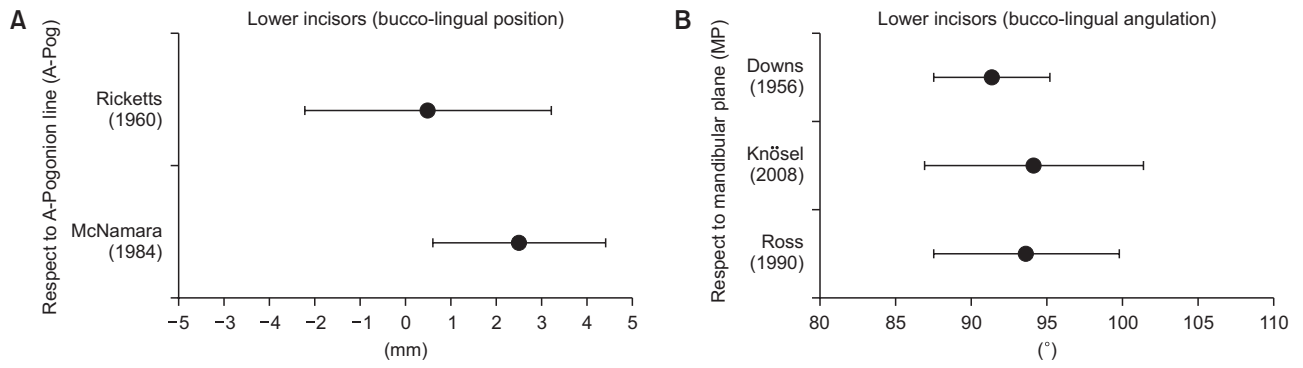 A
Lower incisors (bucco-lingual position)
Respect to A-Pogonion line (A-Pog)
Ricketts
(1960)
McNamara
(1984)
−5 −4 −3 −2 −1 0 1 2 3 4 5
(mm)
B
Lower incisors (bucco-lingual angulation)
Respect to mandibular plane (MP)
Downs
(1956)
Knösel
(2008)
Ross
(1990)
80 85 90 95 100 105 110
(°)